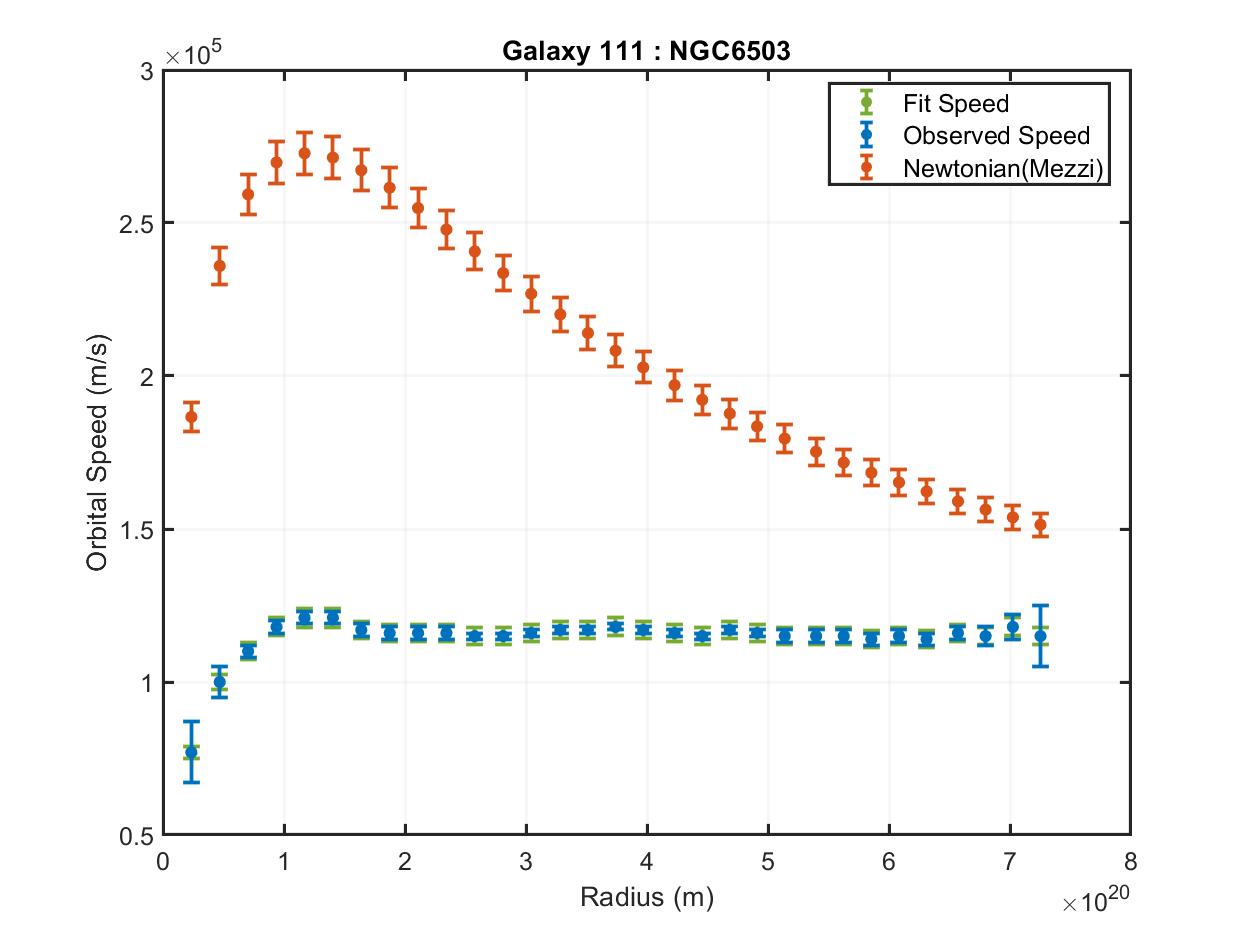 Galaxy 111 : NGC6503
×10^5
3
2.5
2
1.5
1
0.5
Orbital Speed (m/s)
Fit Speed
Observed Speed
Newtonian(Mezzi)
0 1 2 3 4 5 6 7 8
Radius (m)
×10^20